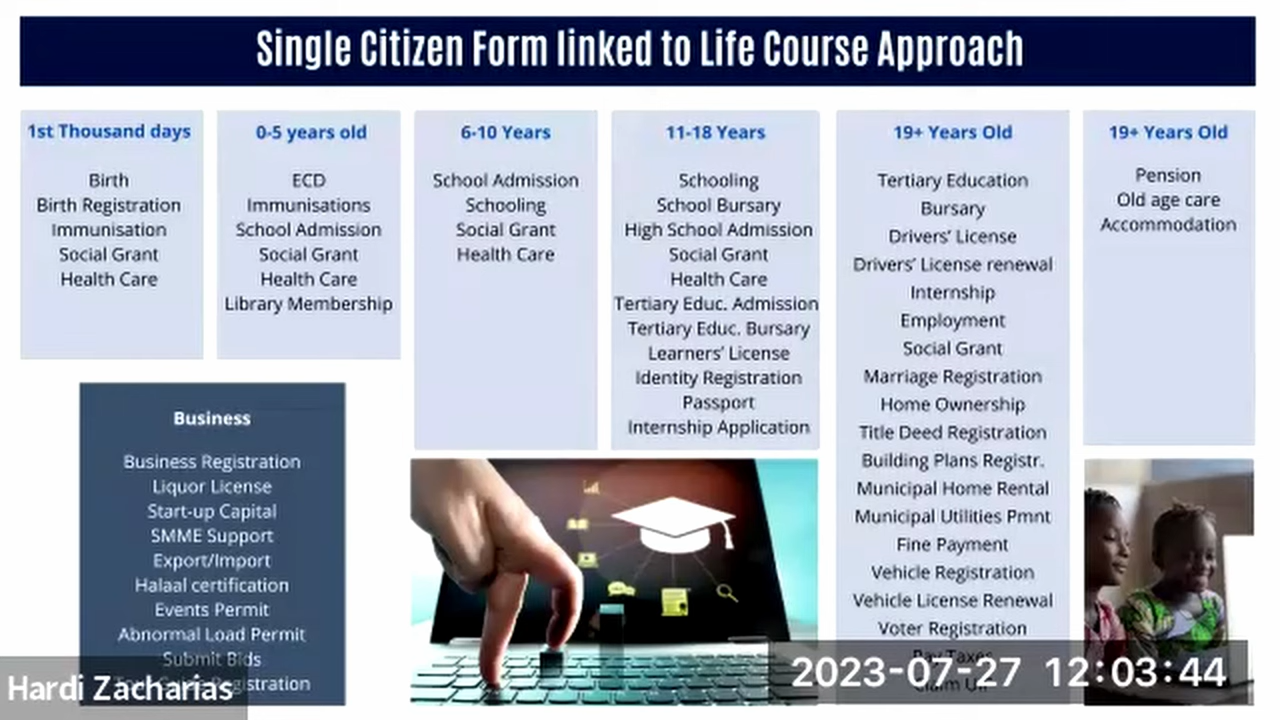 Single Citizen Form linked to Life Course Approach
1st Thousand days
Birth
Birth Registration
Immunisation
Social Grant
Health Care
0-5 years old
ECD
Immunisations
School Admission
Social Grant
Health Care
Library Membership
6-10 Years
School Admission
Schooling
Social Grant
Health Care
11-18 Years
Schooling
School Bursary
High School Admission
Social Grant
Health Care
Tertiary Educ. Admission
Tertiary Educ. Bursary
Learners' License
Identity Registration
Passport
Internship Application
19+ Years Old
Tertiary Education
Bursary
Drivers' License
Drivers' License renewal
Internship
Employment
Social Grant
Marriage Registration
Home Ownership
Title Deed Registration
Building Plans Registr.
Municipal Home Rental
Municipal Utilities Pmnt
Fine Payment
Vehicle Registration
Vehicle License Renewal
Voter Registration
Pay Taxes
Claim
19+ Years Old
Pension
Old age care
Accommodation
Business
Business Registration
Liquor License
Start-up Capital
SMME Support
Export/Import
Halaal certification
Events Permit
Abnormal Load Permit
Submit Bids
Registration
Hardi Zacharias
2023-07-27 12:03:44